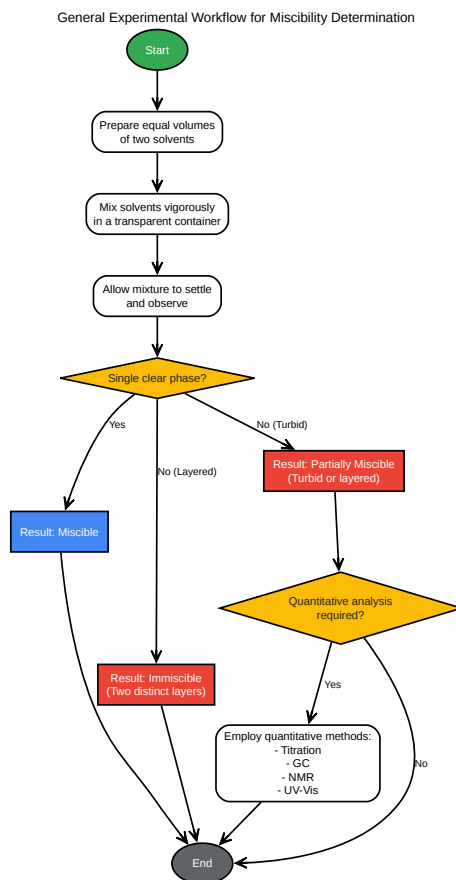 General Experimental Workflow for Miscibility Determination
Start
Prepare equal volumes
of two solvents
Mix solvents vigorously
in a transparent container
Allow mixture to settle
and observe
Single clear phase?
Yes
No (Turbid)
No (Layered)
Result: Partially Miscible
(Turbid or layered)
Result: Miscible
Quantitative analysis
required?
Result: Immiscible
(Two distinct layers)
Yes
Employ quantitative methods:
- Titration
- GC
- NMR
- UV-Vis
No
End